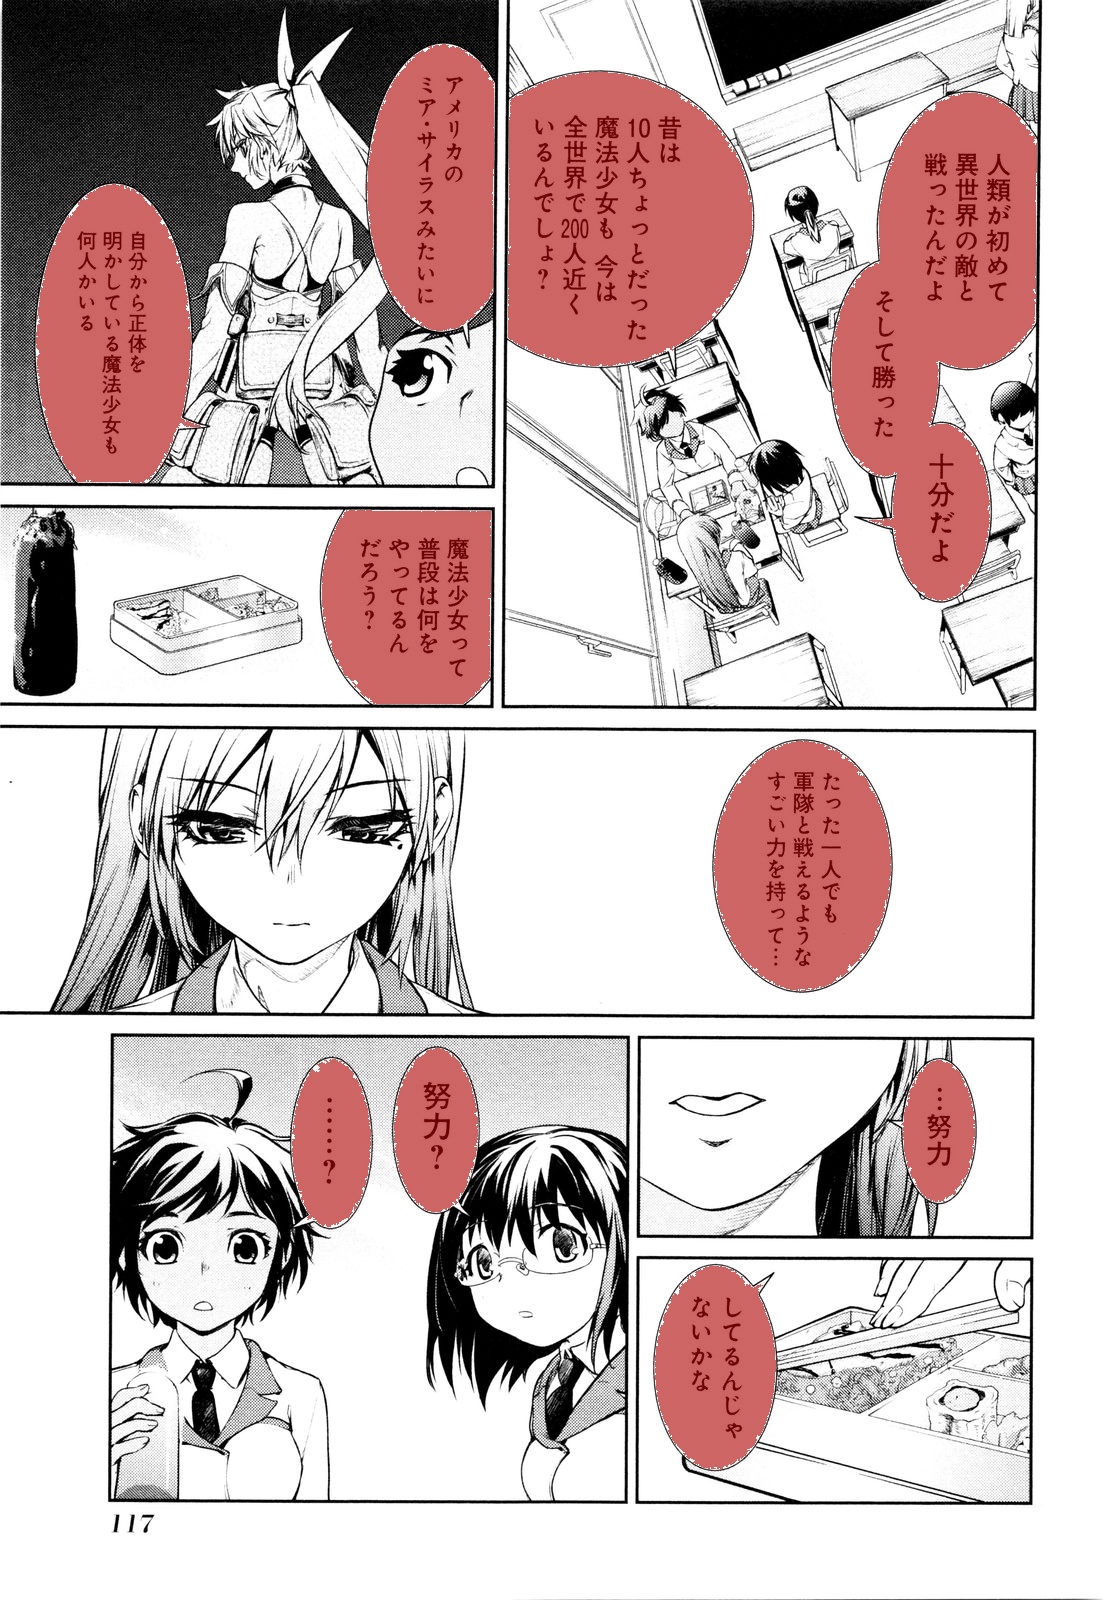 人類が初めて
異世界の敵と
戦ったんだよ
そして勝った
十分だよ
昔は
10人ちょっとだった
魔法少女も 今は
全世界で200人近く
いるんでしょ？
アメリカの
ミア・サイラスみたいに
自分から正体を
明かしている魔法少女も
何人かいる
魔法少女って
普段は何を
やってるん
だろう？
たった一人でも
軍隊と戦えるような
すごい力を持って…
…努力
してるんじゃ
ないかな
努力？
……？
117